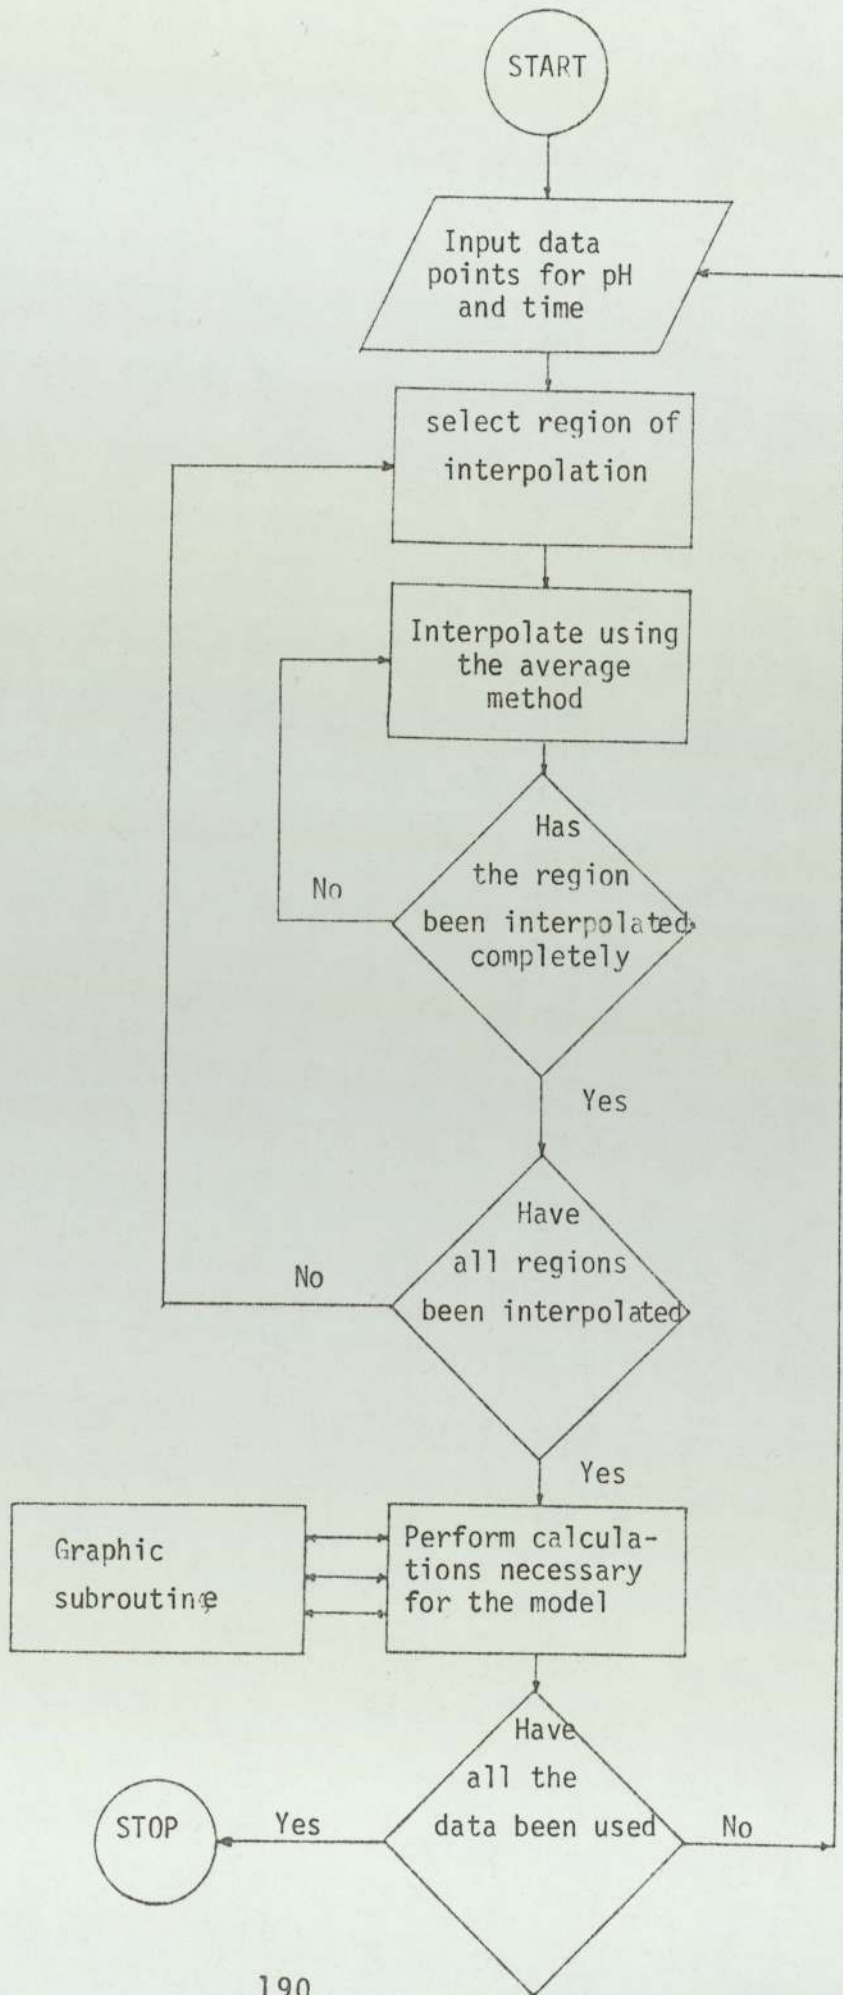 START
Input data
points for pH
and time
select region of
interpolation
Interpolate using
the average
method
Has
the region
been interpolated
completely
No
Yes
Have
all regions
been interpolated
No
Yes
Graphic
subroutine
Perform calcula-
tions necessary
for the model
Have
all the
data been used
STOP
Yes
No
190